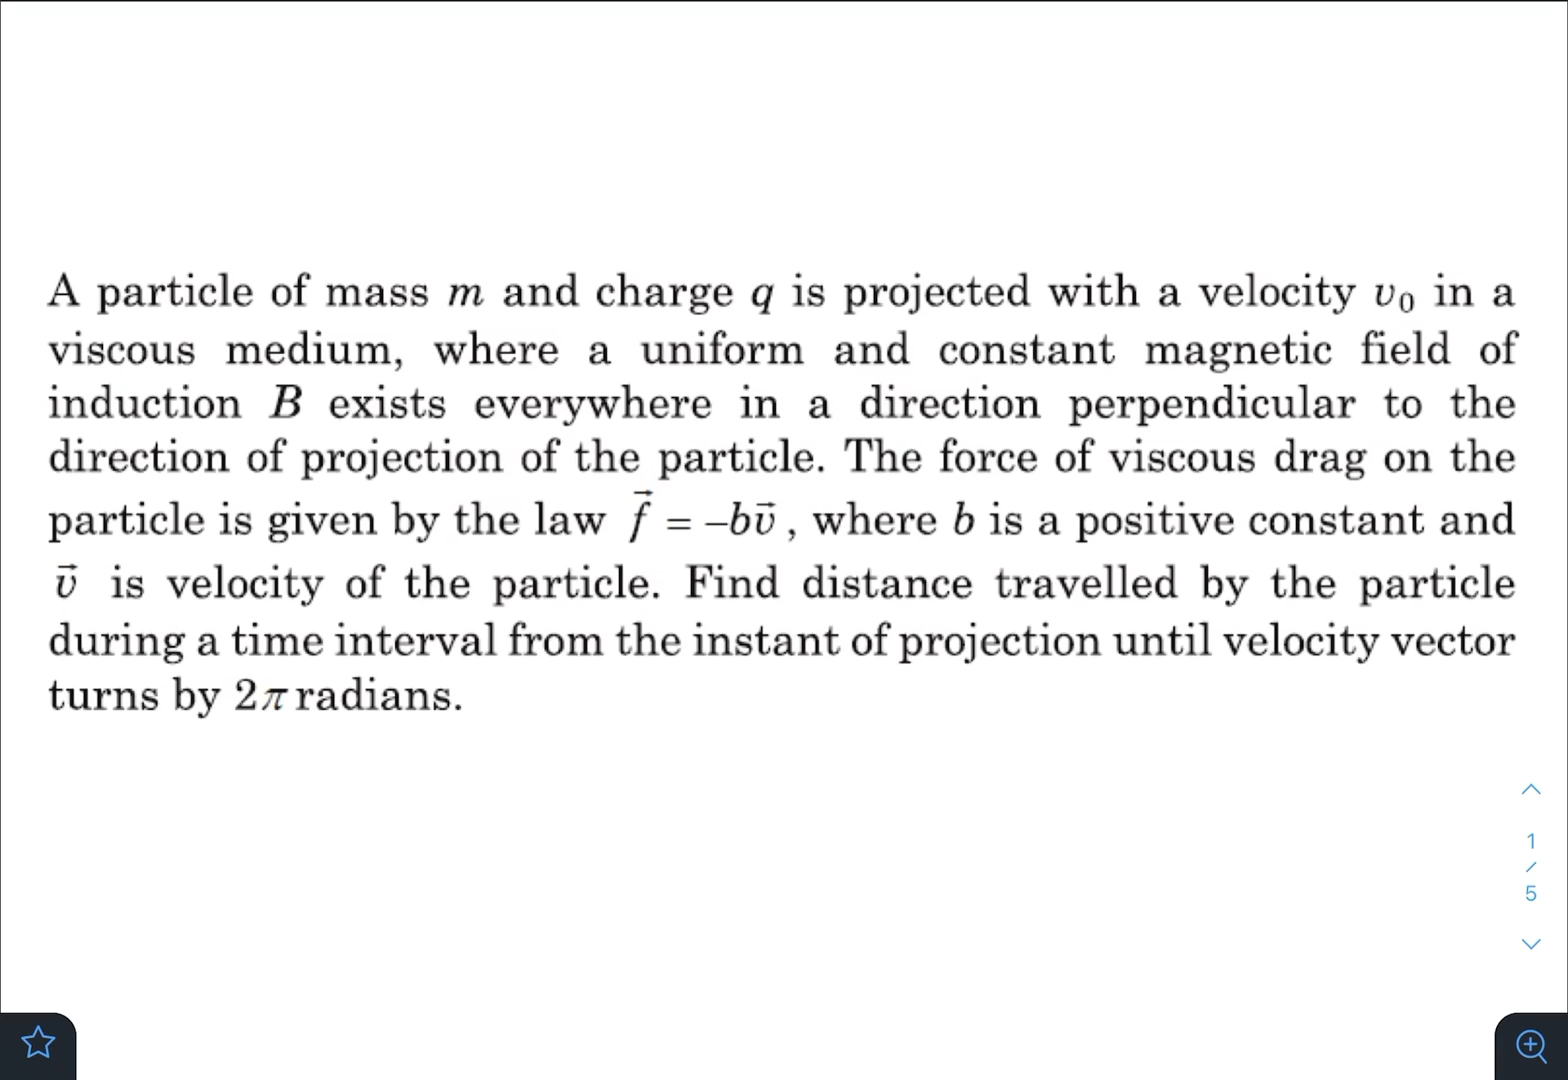 A particle of mass m and charge q is projected with a velocity v₀ in a
viscous medium, where a uniform and constant magnetic field of
induction B exists everywhere in a direction perpendicular to the
direction of projection of the particle. The force of viscous drag on the
particle is given by the law f⃗ = –bv⃗, where b is a positive constant and
v⃗ is velocity of the particle. Find distance travelled by the particle
during a time interval from the instant of projection until velocity vector
turns by 2π radians.
1
/
5